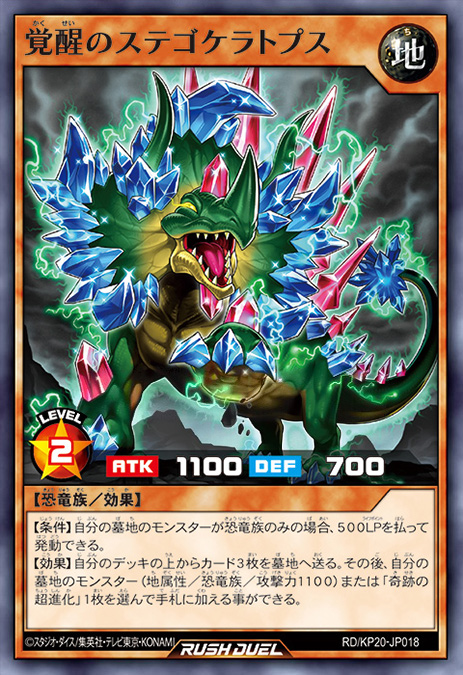 覚醒のステゴケラトプス
地
LEVEL
2
ATK 1100 DEF 700
【恐竜族/効果】
【条件】自分の墓地のモンスターが恐竜族のみの場合、500LPを払って
発動できる。
【効果】自分のデッキの上からカード3枚を墓地へ送る。その後、自分の
墓地のモンスター(地属性/恐竜族/攻撃力1100)または「奇跡の
超進化」1枚を選んで手札に加える事ができる。
©スタジオ・ダイス/集英社・テレビ東京・KONAMI
RUSH DUEL
RD/KP20-JP018